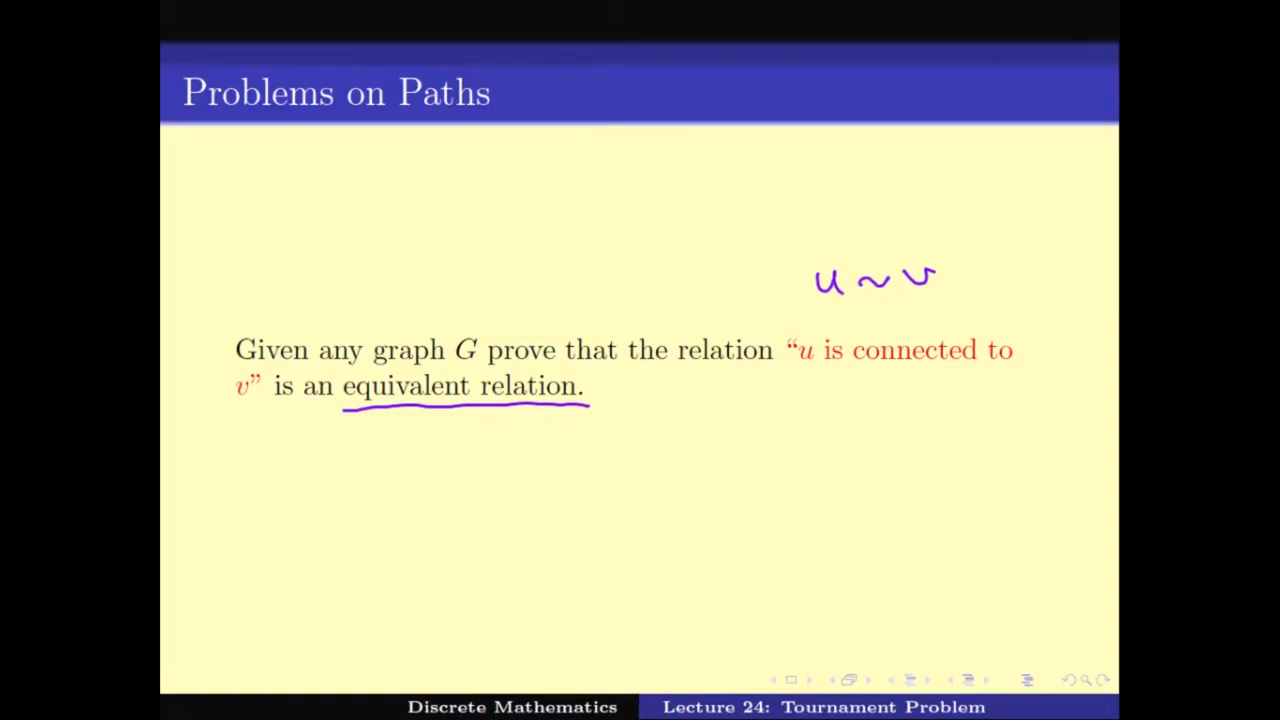 Problems on Paths
u ~ v
Given any graph G prove that the relation “u is connected to
v” is an equivalent relation.
Discrete Mathematics
Lecture 24: Tournament Problem